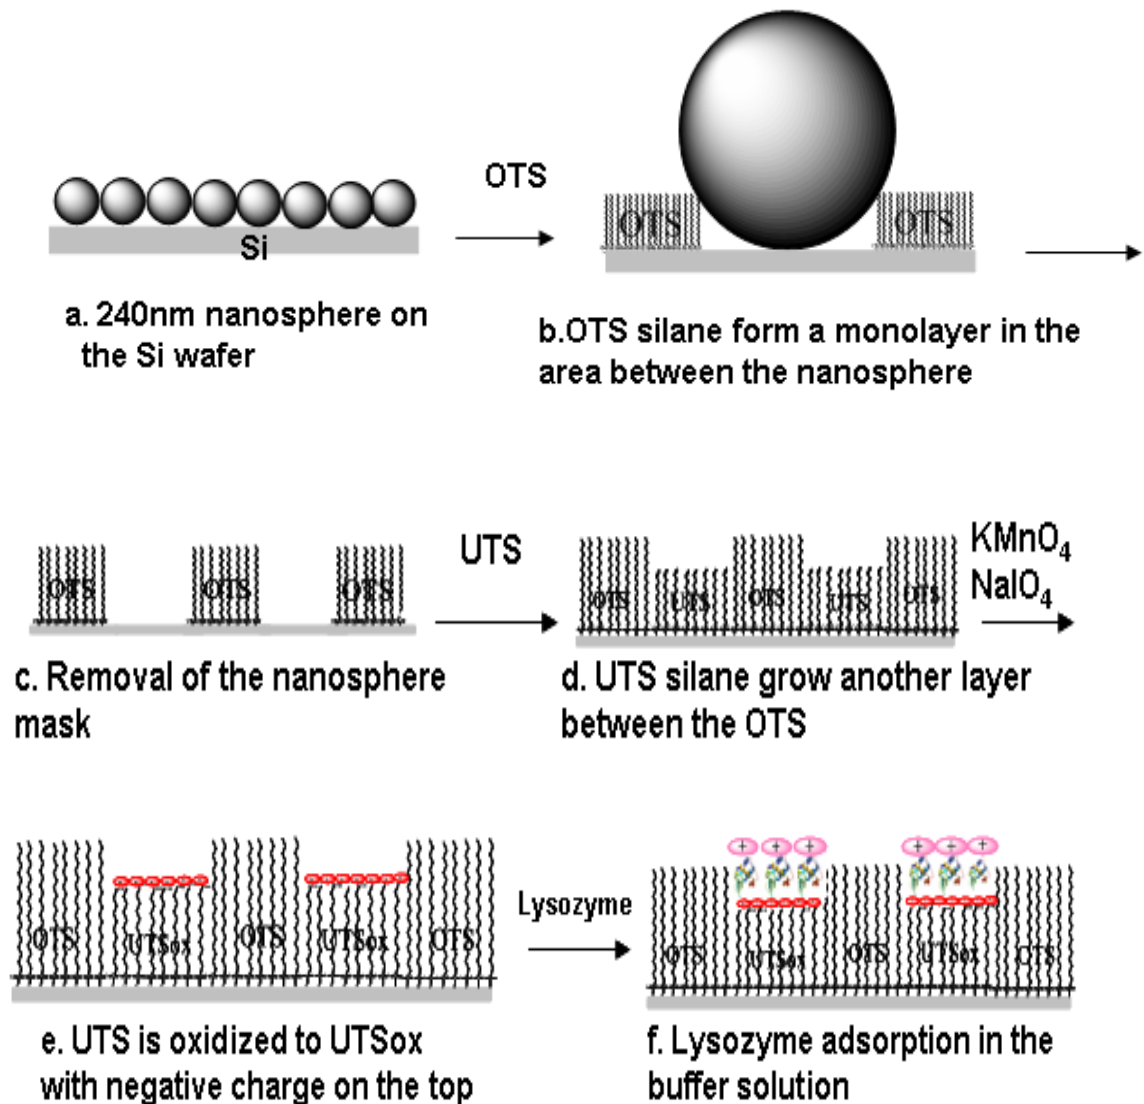 OTS
Si
OTS OTS
a. 240nm nanosphere on
the Si wafer
b.OTS silane form a monolayer in the
area between the nanosphere
OTS OTS OTS
UTS
OTS UTS OTS UTS OTS
KMnO4
NaIO4
c. Removal of the nanosphere
mask
d. UTS silane grow another layer
between the OTS
OTS UTSox OTS UTSox OTS
Lysozyme
+ + + + + +
OTS UTSox OTS UTSox OTS
e. UTS is oxidized to UTSox
with negative charge on the top
f. Lysozyme adsorption in the
buffer solution